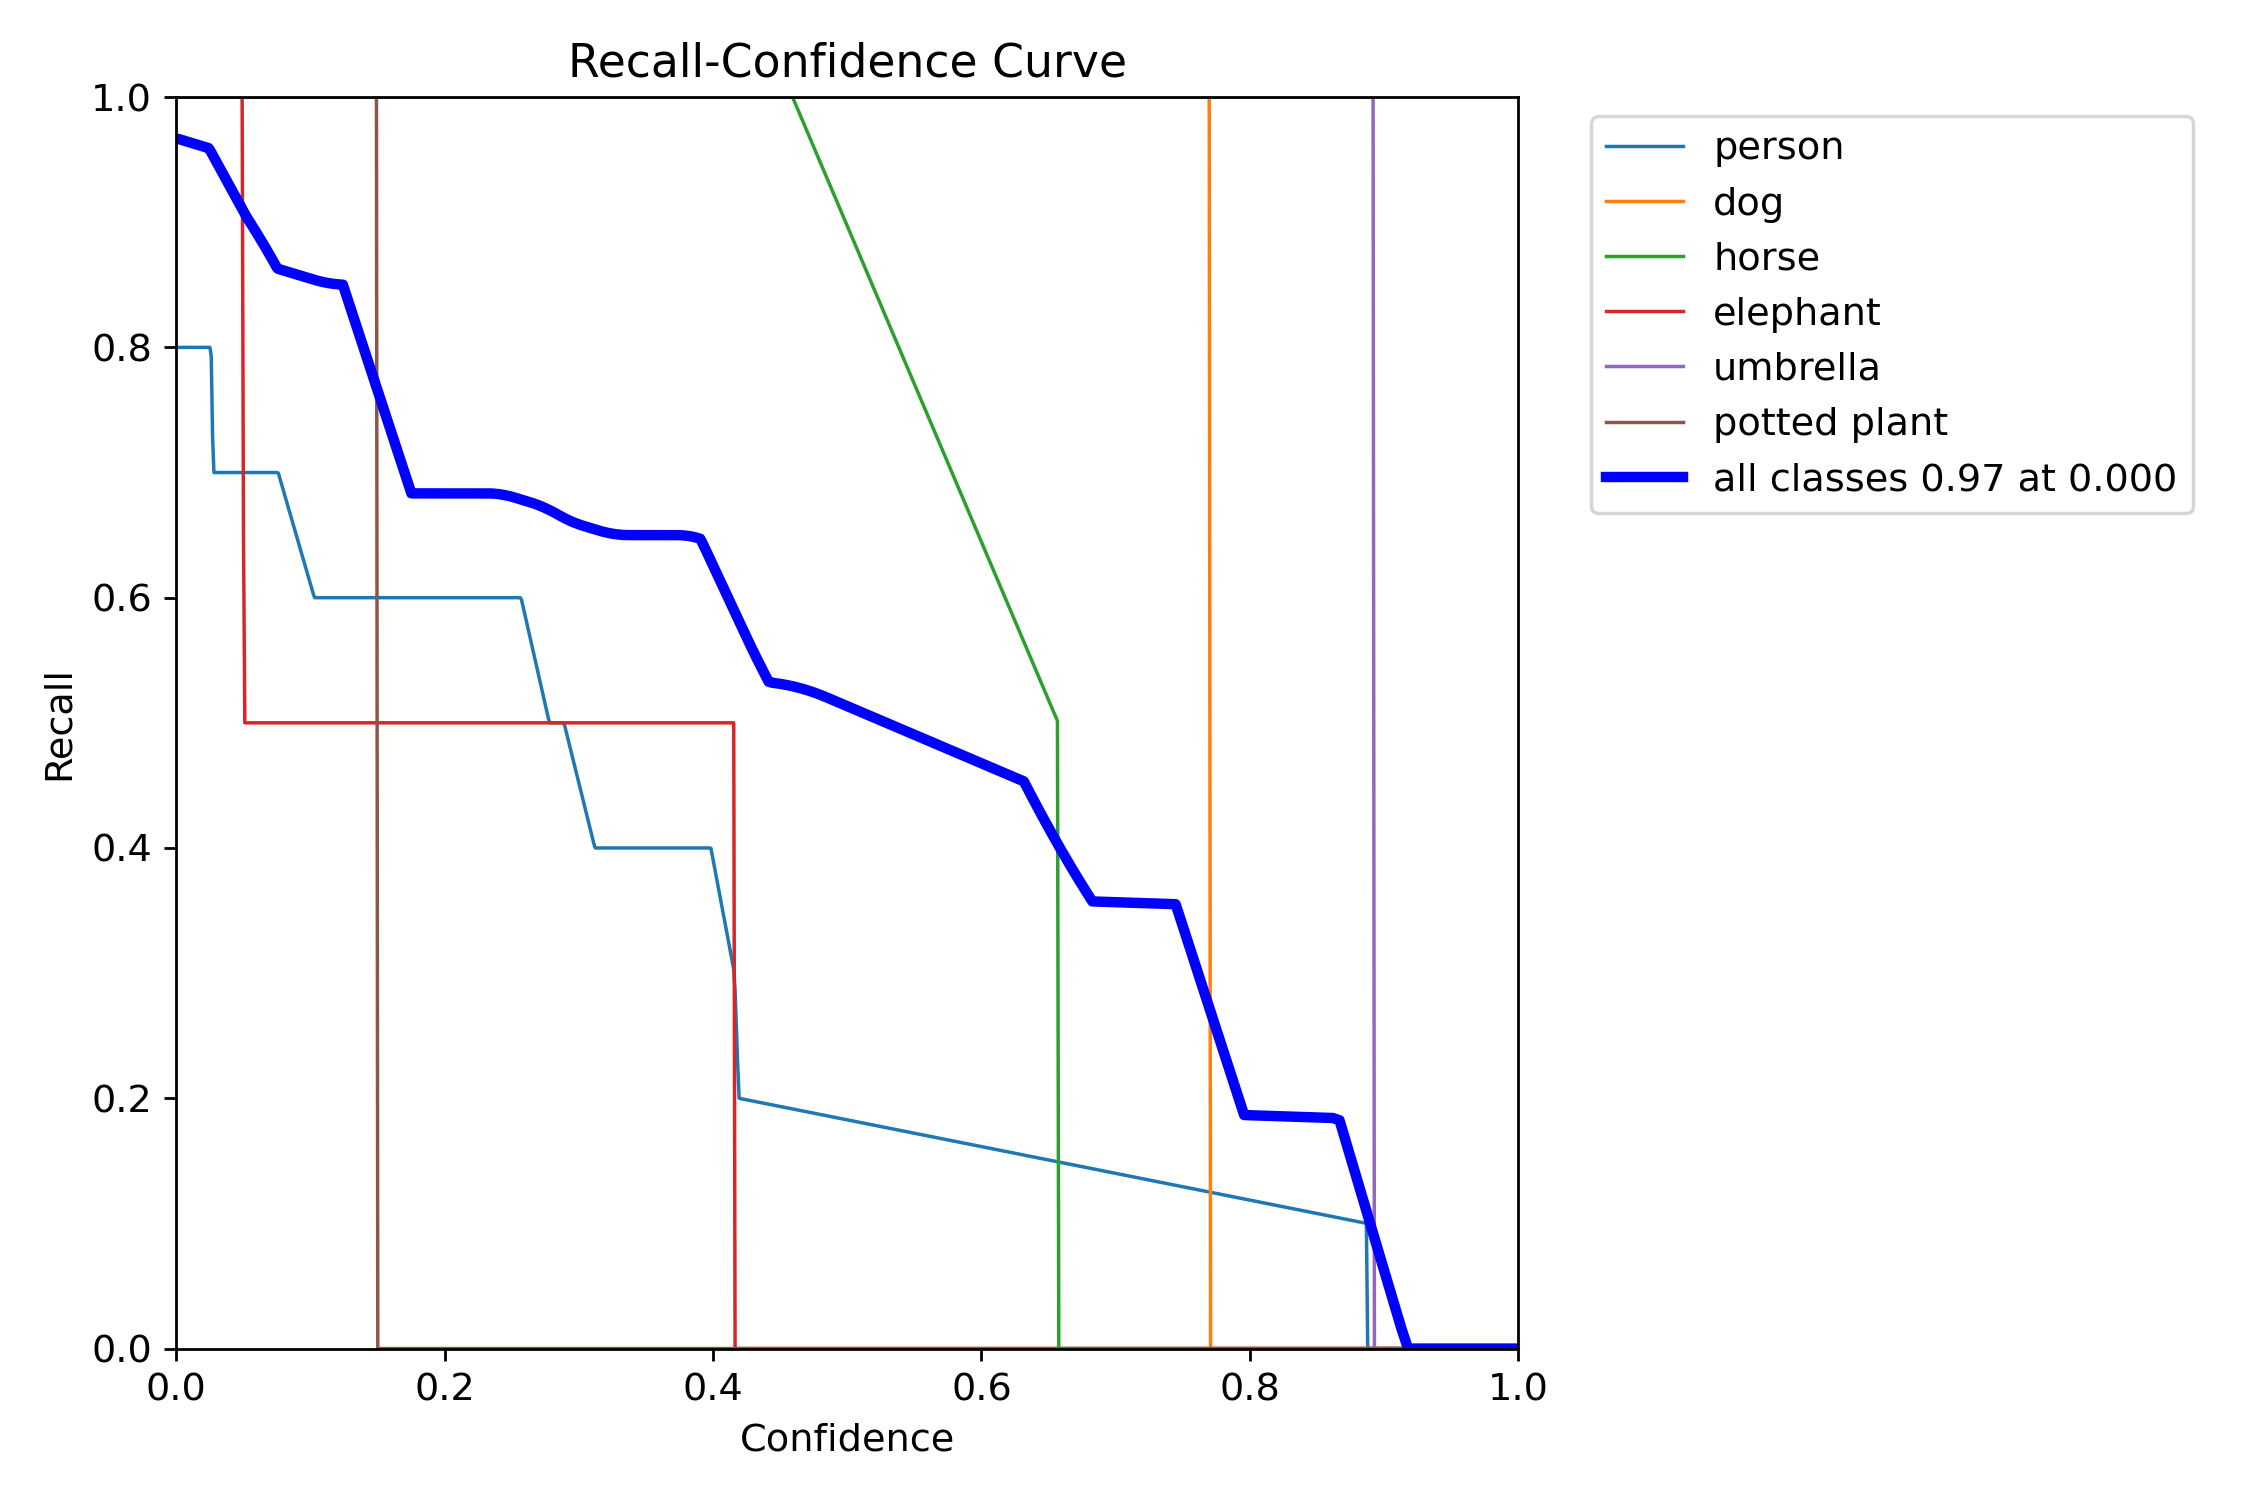 Recall-Confidence Curve
1.0
0.8
0.6
0.4
0.2
0.0
Recall
0.0 0.2 0.4 0.6 0.8 1.0
Confidence
person
dog
horse
elephant
umbrella
potted plant
all classes 0.97 at 0.000